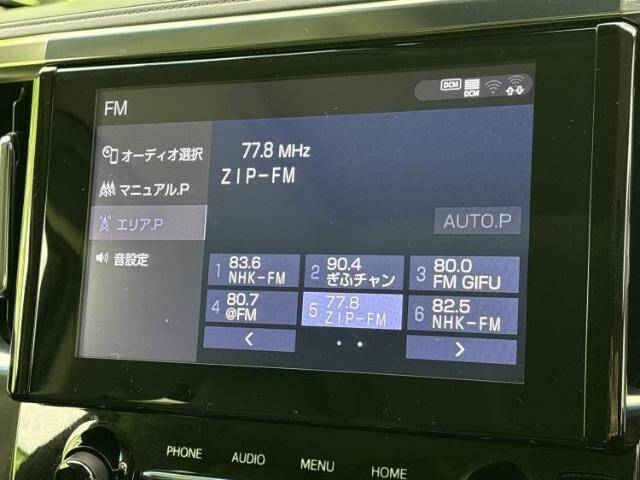 DCM
DCM
FM
オーディオ選択
マニュアル.P
エリア.P
音設定
77.8 MHz
ZIP-FM
AUTO.P
1 83.6 NHK-FM
2 90.4 ぎふチャン
3 80.0 FM GIFU
4 80.7 @FM
5 77.8 ZIP-FM
6 82.5 NHK-FM
<
>
PHONE
AUDIO
MENU
HOME